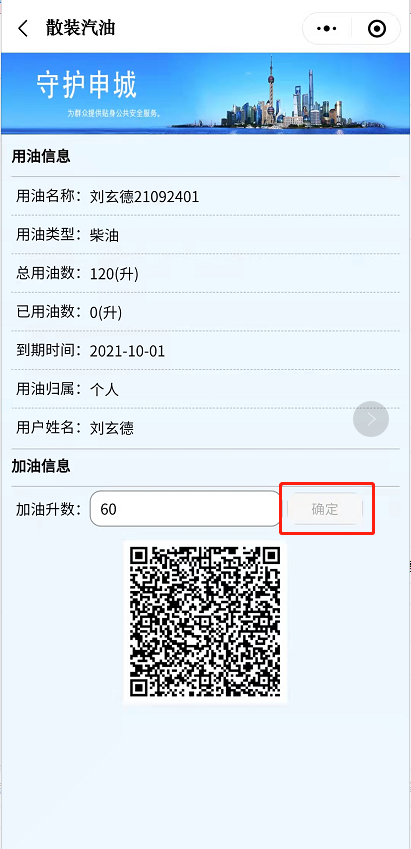 散装汽油
守护申城
为群众提供贴身公共安全服务。
用油信息
用油名称：刘玄德21092401
用油类型：柴油
总用油数：120(升)
已用油数：0(升)
到期时间：2021-10-01
用油归属：个人
用户姓名：刘玄德
加油信息
加油升数：60 确定